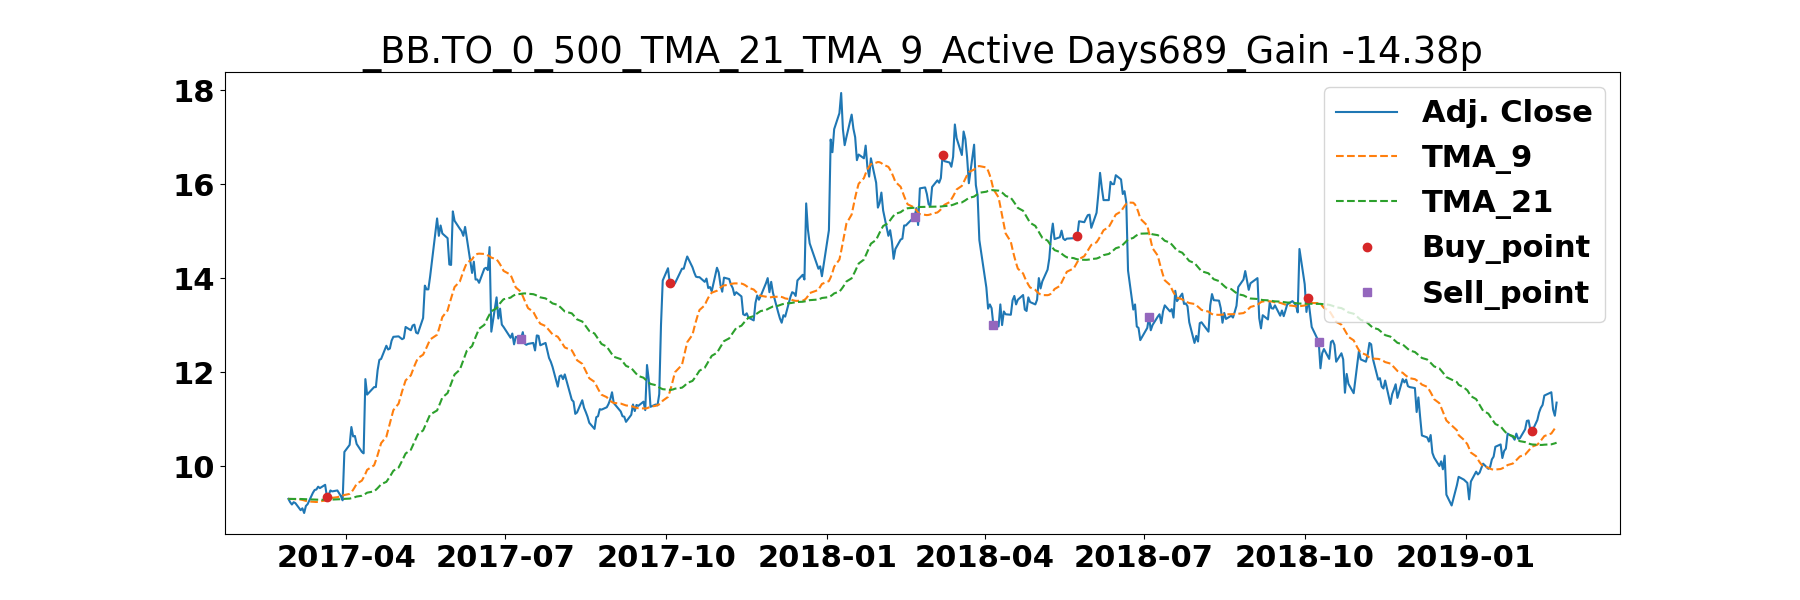 _BB.TO_0_500_TMA_21_TMA_9_Active Days689_Gain -14.38p
18
16
14
12
10
Adj. Close
TMA_9
TMA_21
Buy_point
Sell_point
2017-04 2017-07 2017-10 2018-01 2018-04 2018-07 2018-10 2019-01